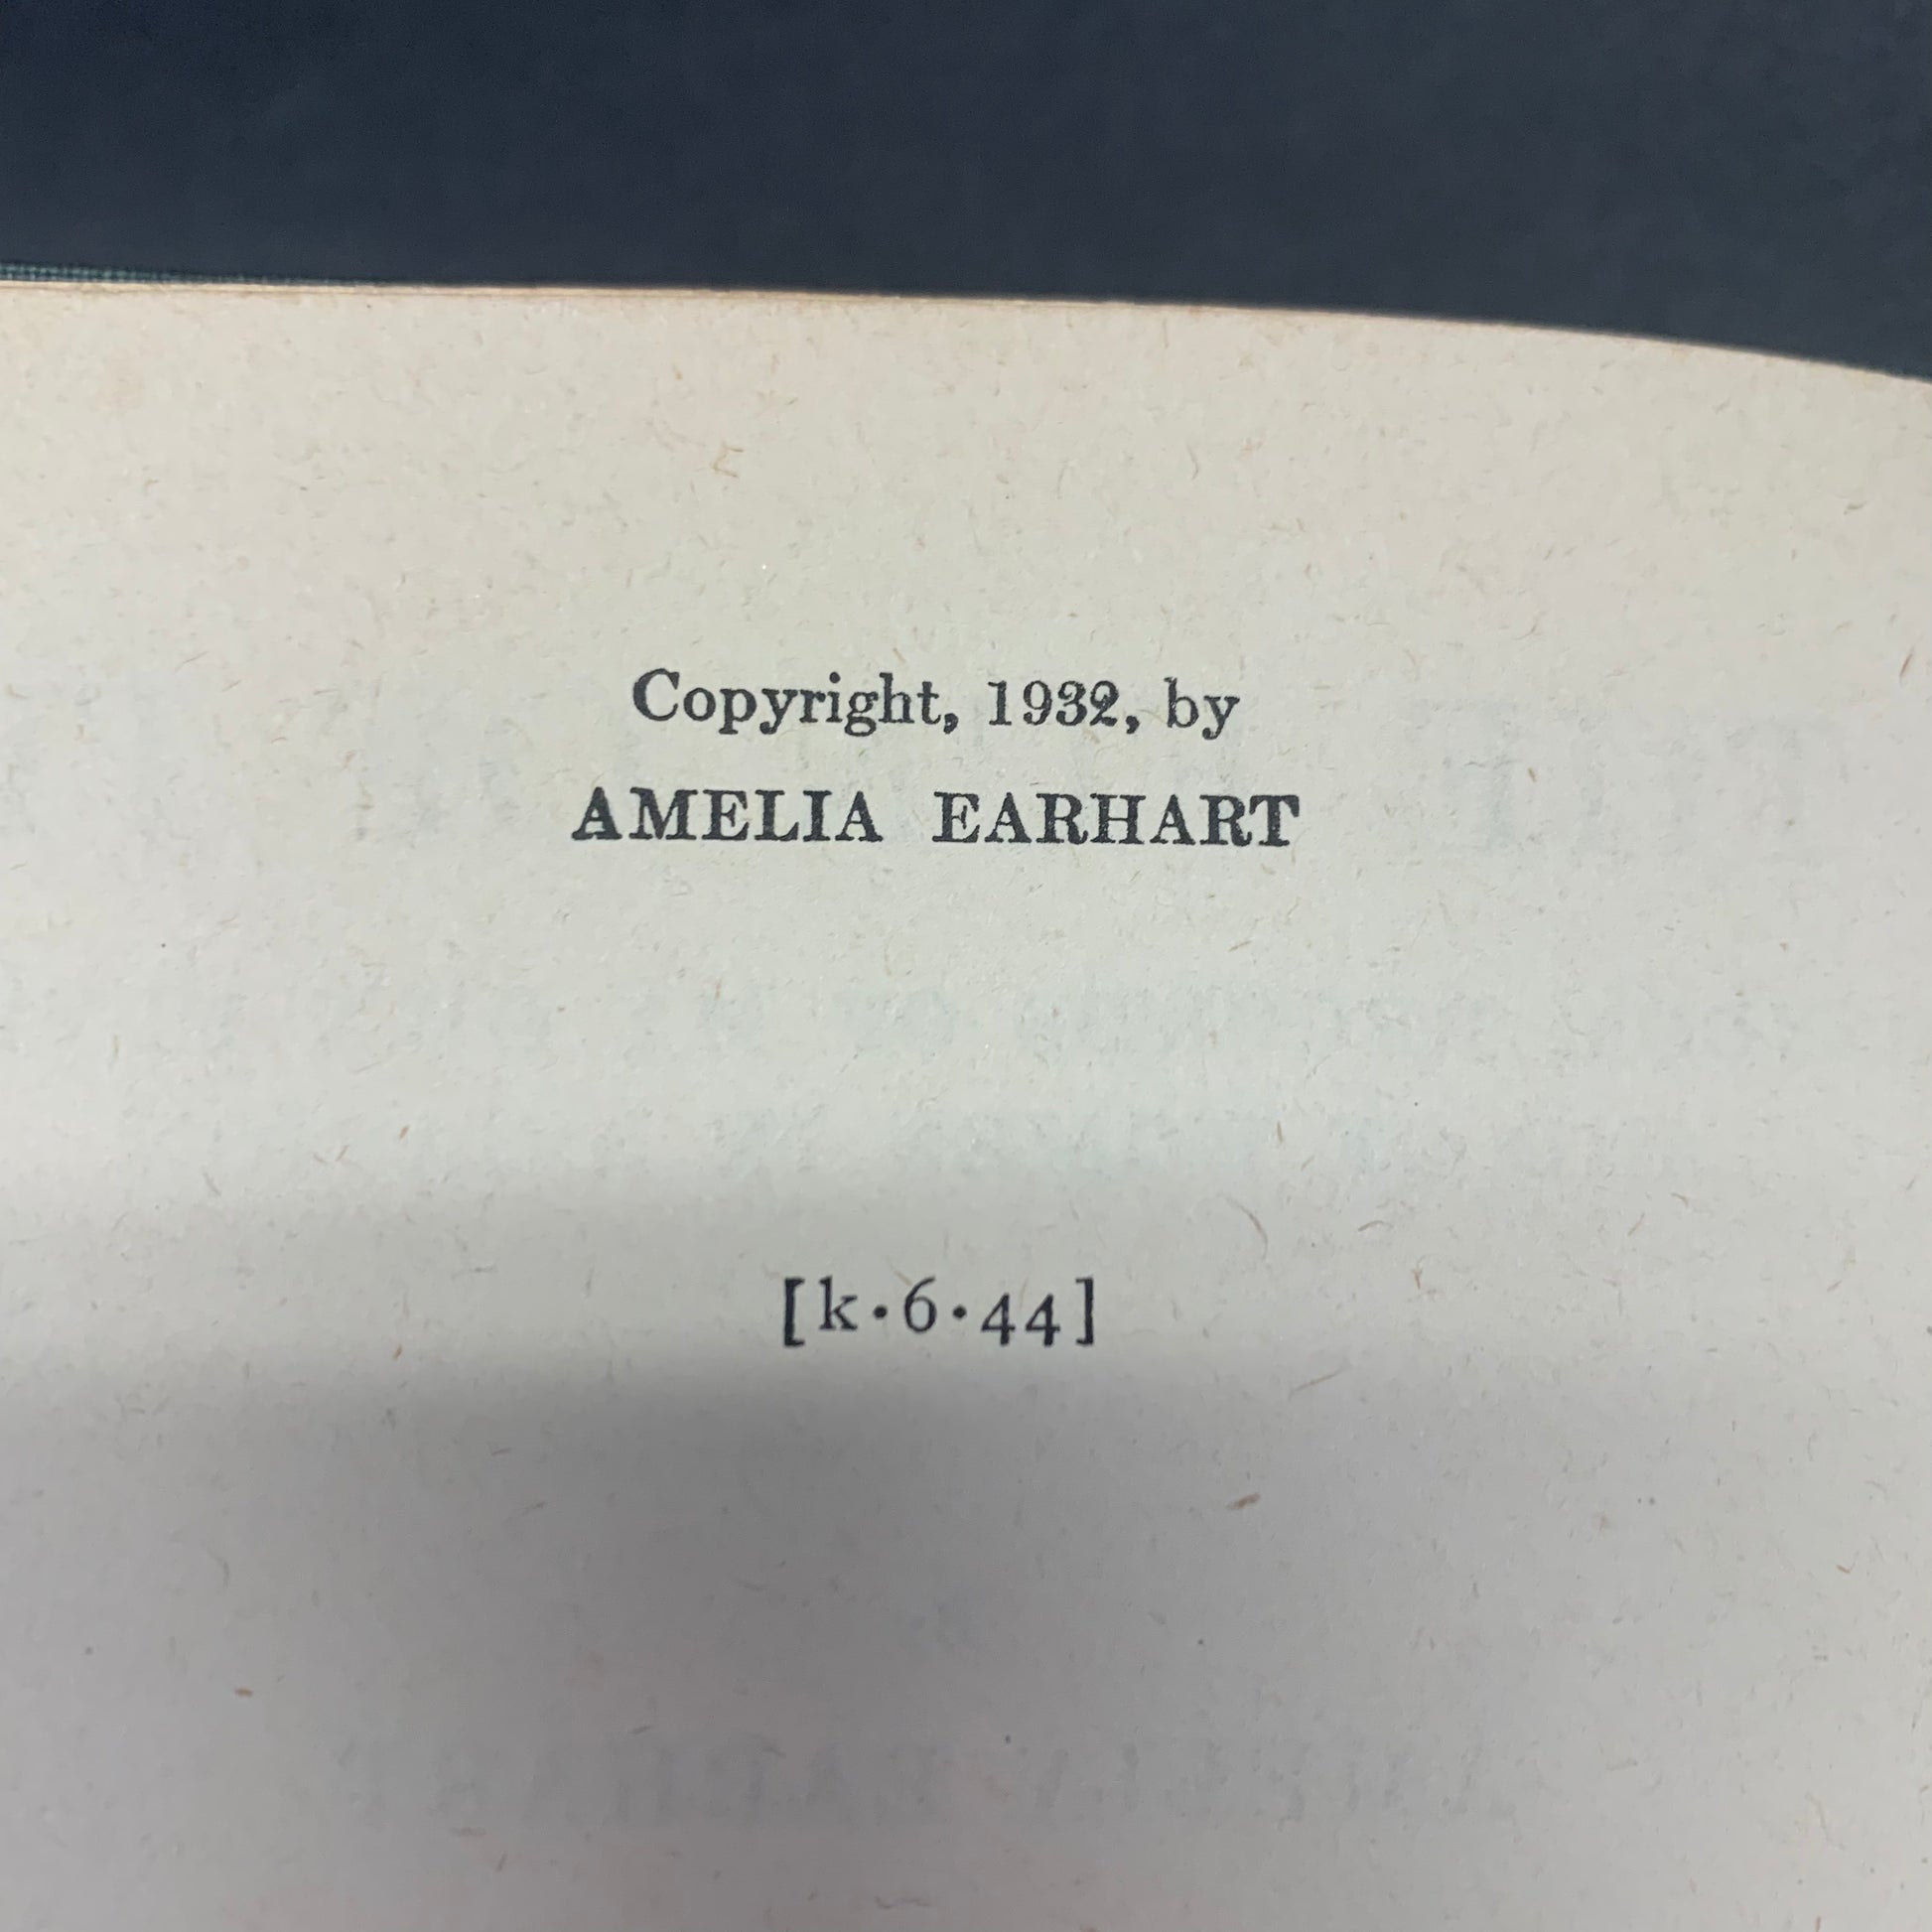 Copyright, 1932, by
AMELIA EARHART
[k·6·44]